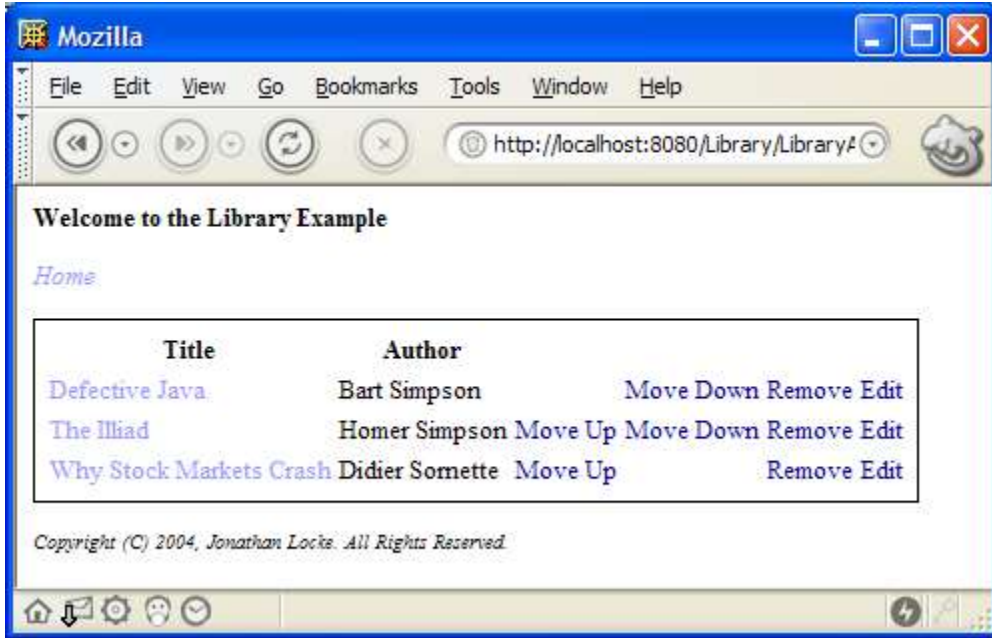 Mozilla
File Edit View Go Bookmarks Tools Window Help
http://localhost:8080/Library/LibraryA
Welcome to the Library Example
Home
Title Author
Defective Java Bart Simpson Move Down Remove Edit
The Illiad Homer Simpson Move Up Move Down Remove Edit
Why Stock Markets Crash Didier Sornette Move Up Remove Edit
Copyright (C) 2004, Jonathan Locke. All Rights Reserved.